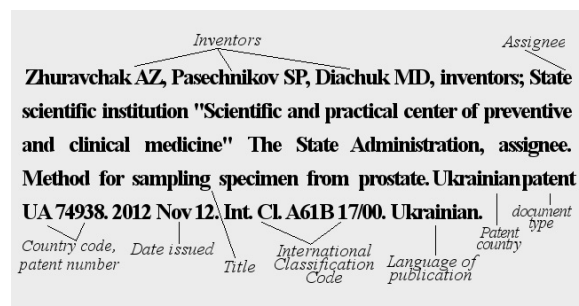 Inventors
Assignee
Zhuravchak AZ, Pasechnikov SP, Diachuk MD, inventors; State
scientific institution "Scientific and practical center of preventive
and clinical medicine" The State Administration, assignee.
Method for sampling specimen from prostate. Ukrainian patent
UA 74938. 2012 Nov 12. Int. Cl. A61B 17/00. Ukrainian.
Country code,
patent number
Date issued
Title
International
Classification
Code
Language of
publication
Patent
country
document
type